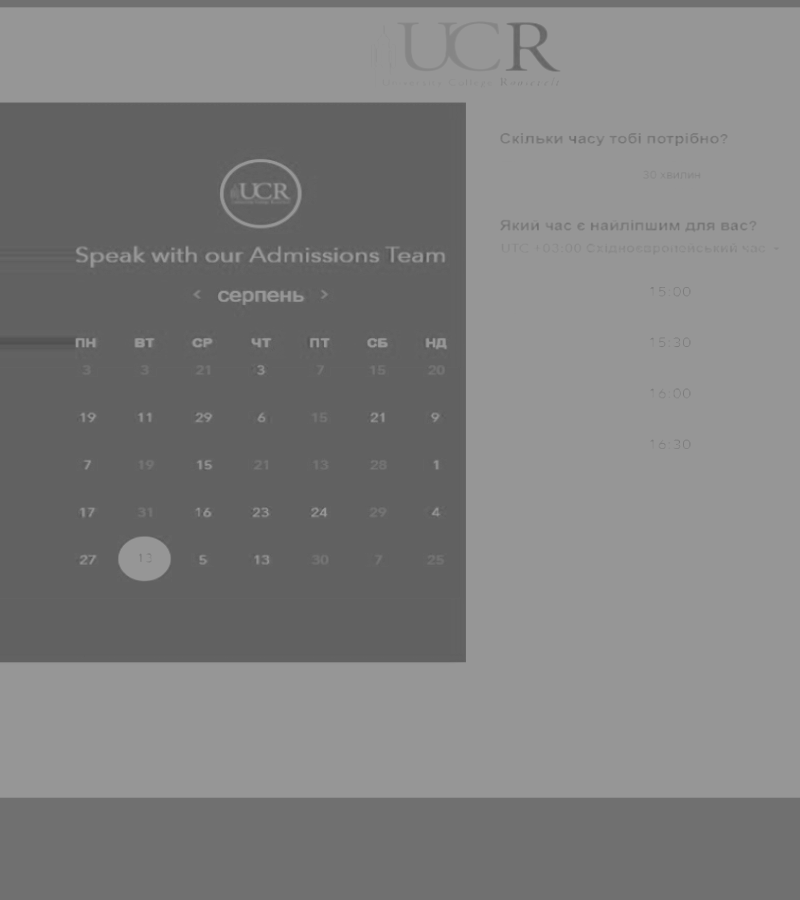 UCR
University College Roosevelt
UCR
Speak with our Admissions Team
< серпень >
ПН ВТ СР ЧТ ПТ СБ НД
3 3 21 3 7 15 20
19 11 29 6 15 21 9
7 19 15 21 13 28 1
17 31 16 23 24 29 4
27 13 5 13 30 7 25
Скільки часу тобі потрібно?
30 хвилин
Який час є найліпшим для вас?
UTC +03:00 Східноєвропейський час
15:00
15:30
16:00
16:30